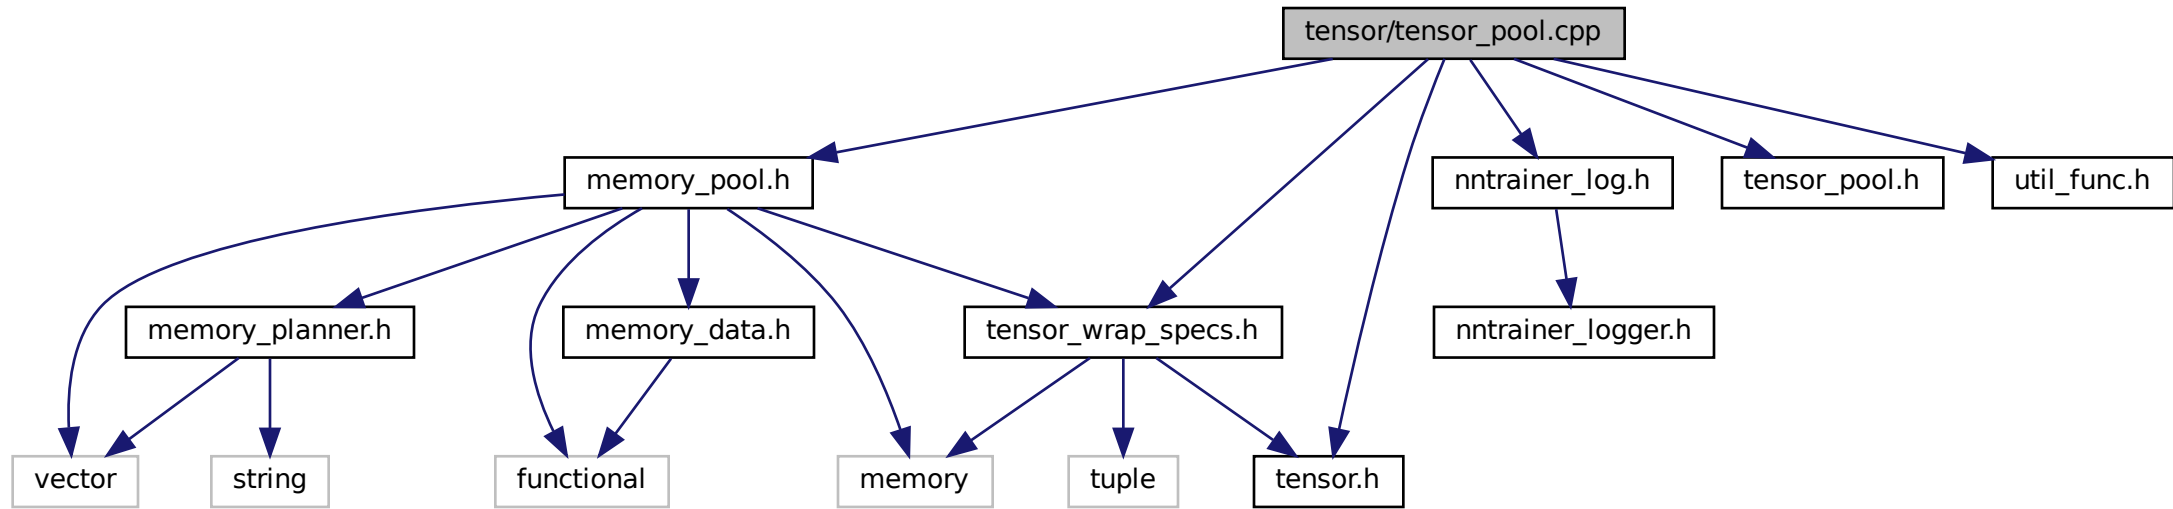 tensor/tensor_pool.cpp
memory_pool.h
nntrainer_log.h
tensor_pool.h
util_func.h
memory_planner.h
memory_data.h
tensor_wrap_specs.h
nntrainer_logger.h
vector
string
functional
memory
tuple
tensor.h